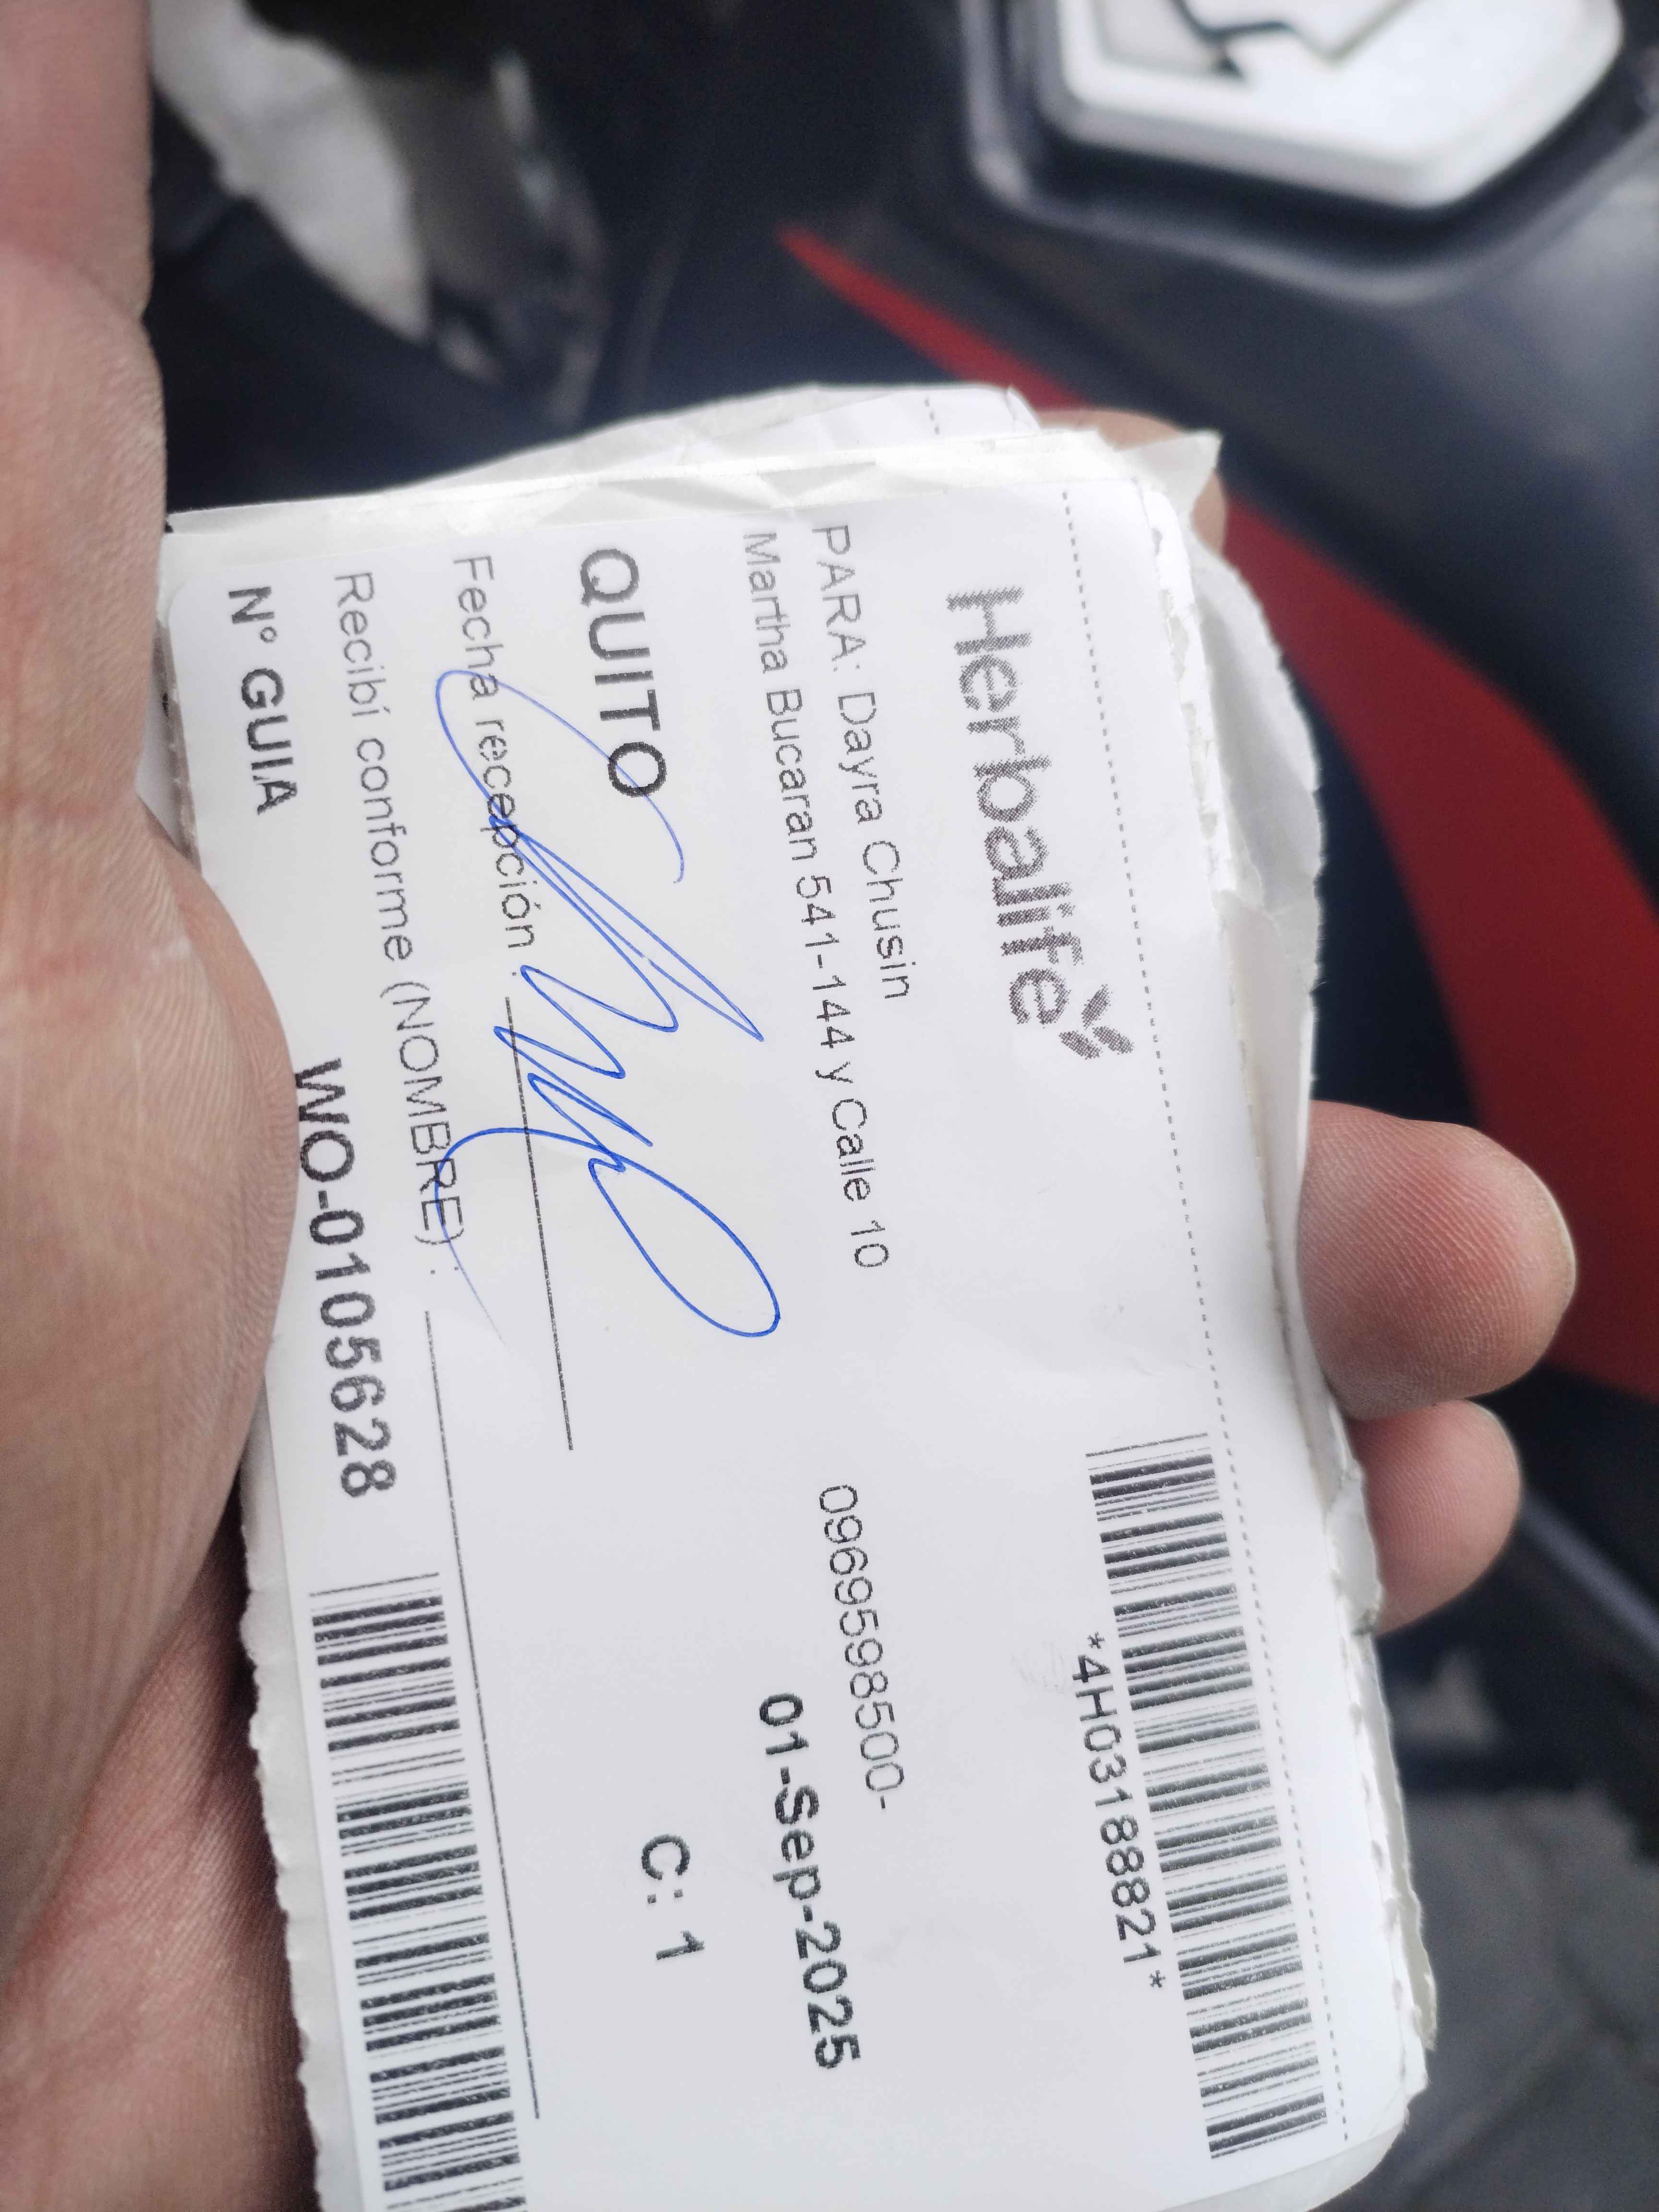 Herbalife
*4H03188821*
PARA: Dayra Chusin
0969598500-
Martha Bucaran 541-144 y Calle 10
01-Sep-2025
QUITO
C: 1
Fecha recepción :
Recibí conforme (NOMBRE) :
N° GUIA
WO-0105628